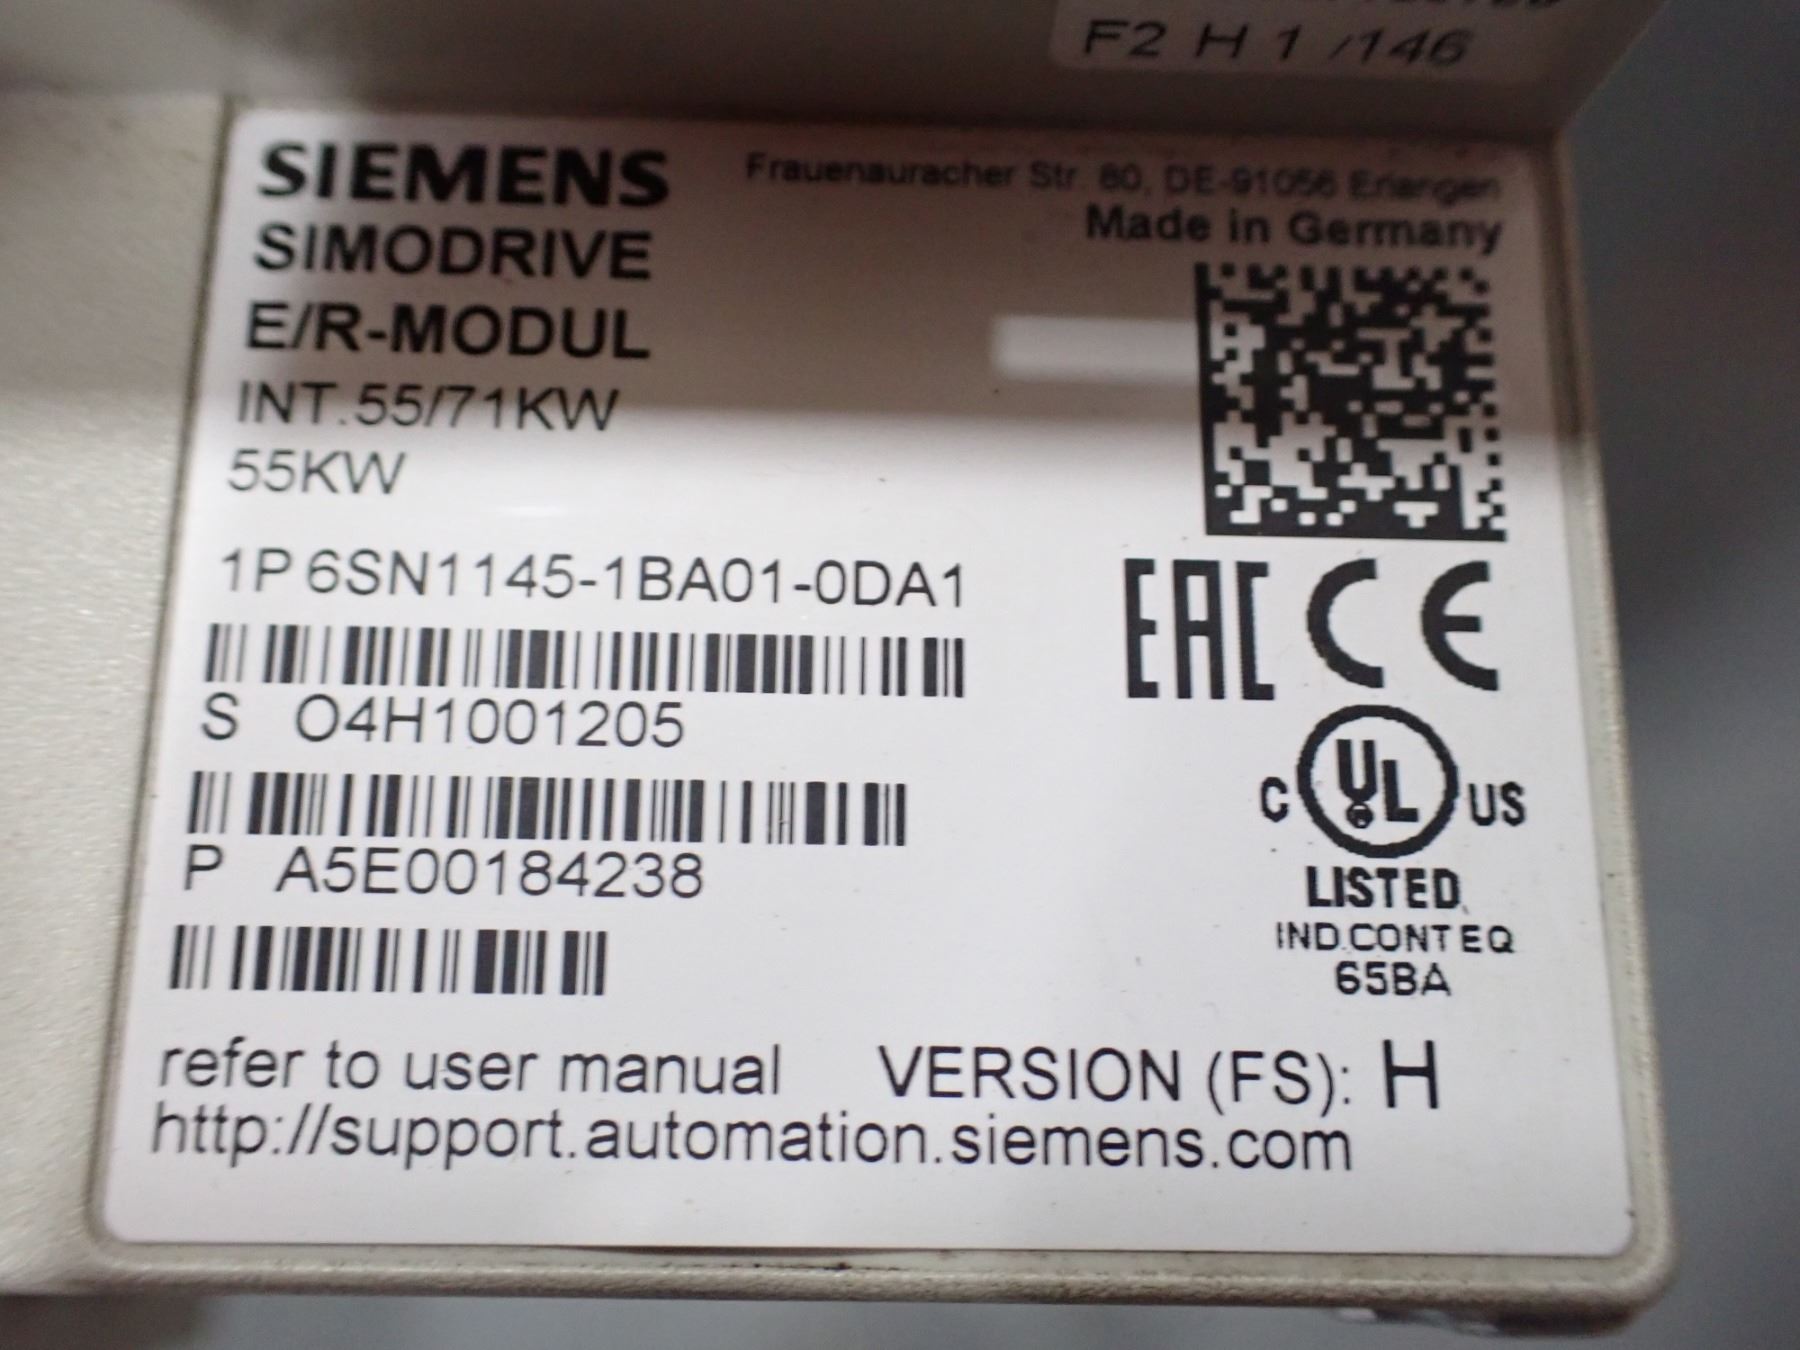 F2 H 1 /146
SIEMENS
Frauenauracher Str. 80, DE-91056 Erlangen
Made in Germany
SIMODRIVE
E/R-MODUL
INT.55/71KW
55KW
1P 6SN1145-1BA01-0DA1
S O4H1001205
P A5E00184238
EAC CE
C UL US
LISTED
IND.CONT EQ
65BA
refer to user manual VERSION (FS): H
http://support.automation.siemens.com